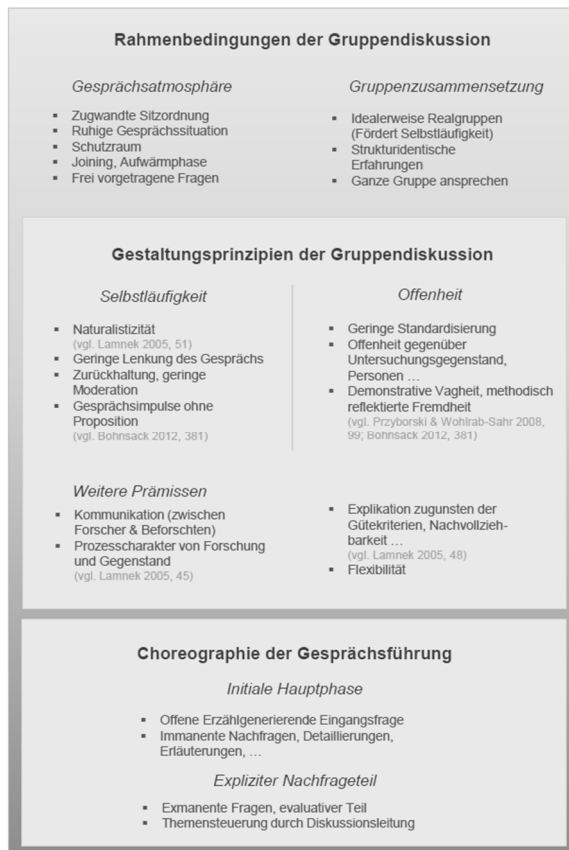 Rahmenbedingungen der Gruppendiskussion
Gesprächsatmosphäre
▪ Zugwandte Sitzordnung
▪ Ruhige Gesprächssituation
▪ Schutzraum
▪ Joining, Aufwärmphase
▪ Frei vorgetragene Fragen
Gruppenzusammensetzung
▪ Idealerweise Realgruppen
(Fördert Selbstläufigkeit)
▪ Strukturidentische
Erfahrungen
▪ Ganze Gruppe ansprechen
Gestaltungsprinzipien der Gruppendiskussion
Selbstläufigkeit
▪ Naturalistizität
(vgl. Lamnek 2005, 51)
▪ Geringe Lenkung des Gesprächs
▪ Zurückhaltung, geringe
Moderation
▪ Gesprächsimpulse ohne
Proposition
(vgl. Bohnsack 2012, 381)
Offenheit
▪ Geringe Standardisierung
▪ Offenheit gegenüber
Untersuchungsgegenstand,
Personen …
▪ Demonstrative Vagheit, methodisch
reflektierte Fremdheit
(vgl. Przyborski & Wohlrab-Sahr 2008,
99; Bohnsack 2012, 381)
Weitere Prämissen
▪ Kommunikation (zwischen
Forscher & Beforschten)
▪ Prozesscharakter von Forschung
und Gegenstand
(vgl. Lamnek 2005, 45)
▪ Explikation zugunsten der
Gütekriterien, Nachvollzieh-
barkeit …
(vgl. Lamnek 2005, 48)
▪ Flexibilität
Choreographie der Gesprächsführung
Initiale Hauptphase
▪ Offene Erzählgenerierende Eingangsfrage
▪ Immanente Nachfragen, Detaillierungen,
Erläuterungen, …
Expliziter Nachfrageteil
▪ Exmanente Fragen, evaluativer Teil
▪ Themensteuerung durch Diskussionsleitung